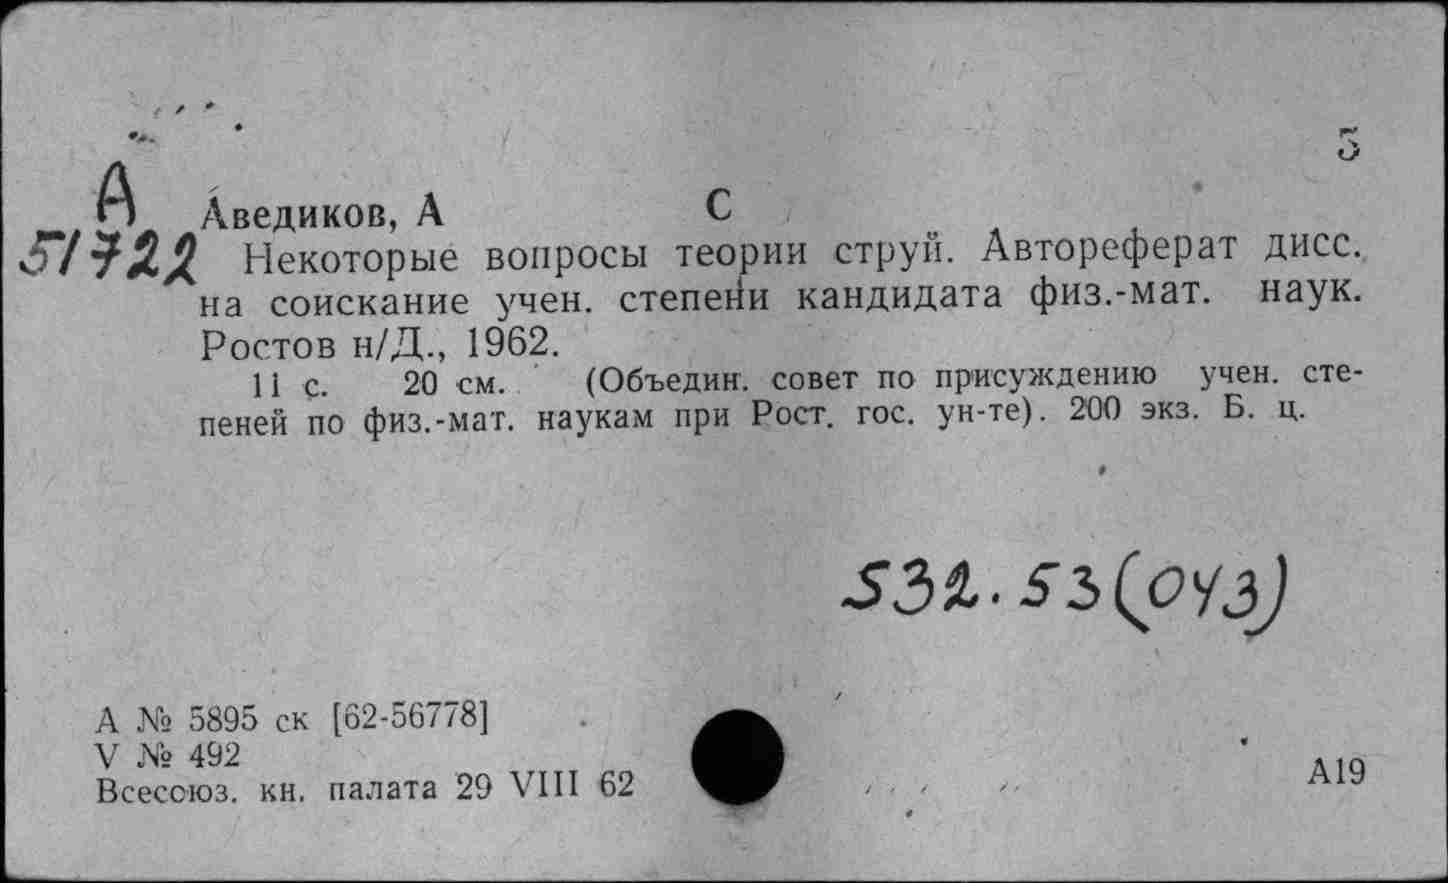 5
А
51722
Аведиков, А С
Некоторые вопросы теории струй. Автореферат дисс.
на соискание учен. степени кандидата физ.-мат. наук.
Ростов н/Д., 1962.
11 с. 20 см. (Объедин. совет по присуждению учен. сте-
пеней по физ.-мат. наукам при Рост. гос. ун-те). 200 экз. Б. ц.
532.53(043)
А № 5895 ск [62-56778]
V № 492
Всесоюз. кн. палата 29 VIII 62
А19